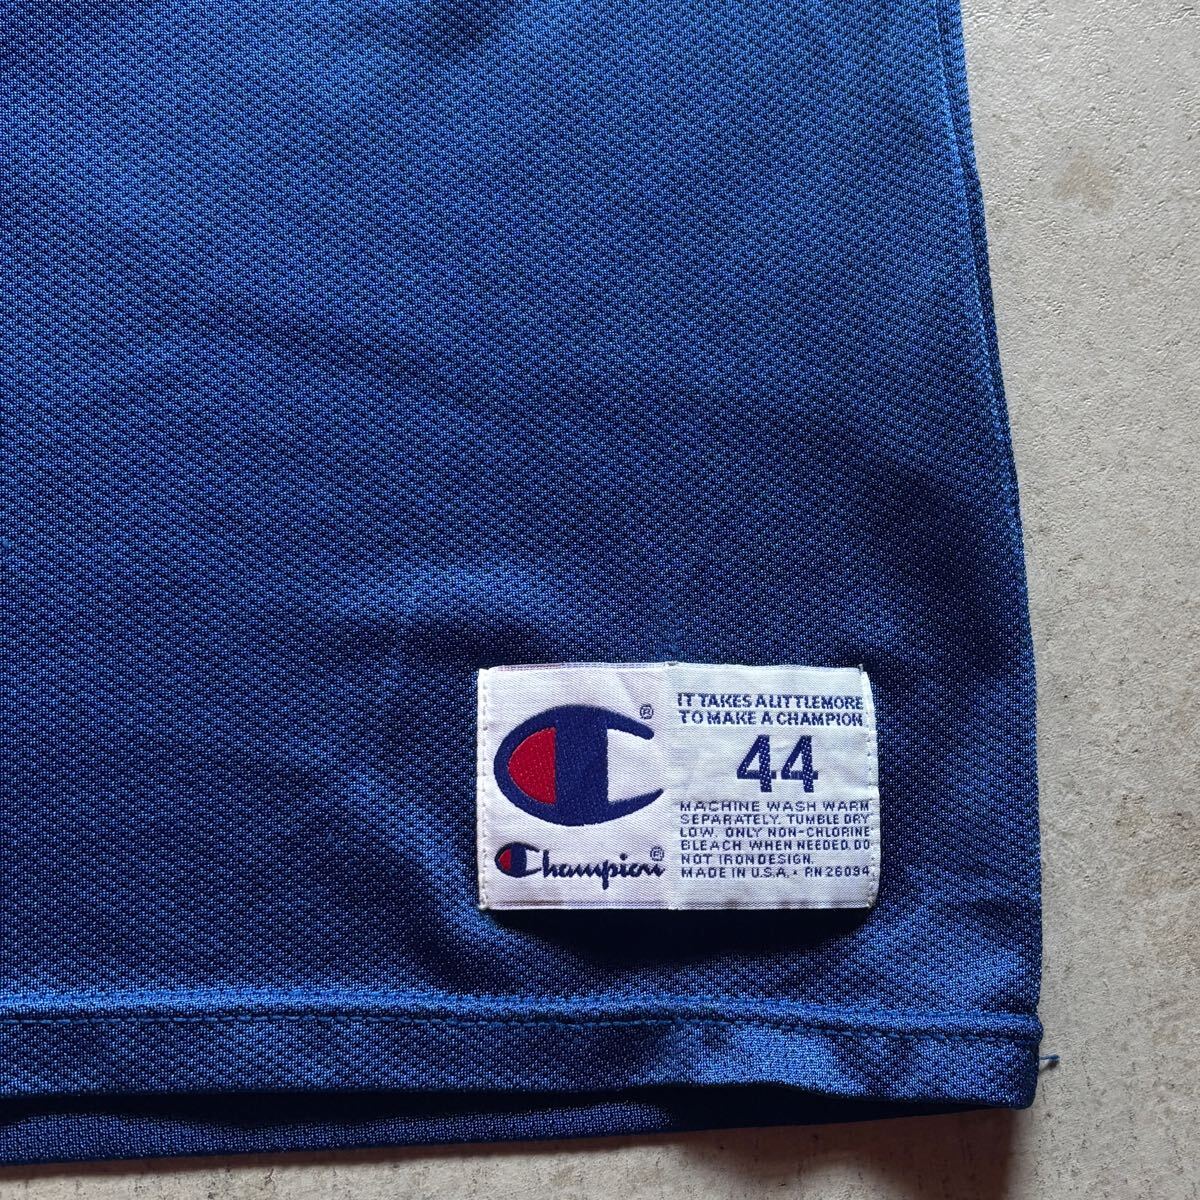 C ®
Champion ®
IT TAKES A LITTLE MORE
TO MAKE A CHAMPION
44
MACHINE WASH WARM
SEPARATELY. TUMBLE DRY
LOW. ONLY NON-CHLORINE
BLEACH WHEN NEEDED. DO
NOT IRON DESIGN.
MADE IN U.S.A. • RN 26094